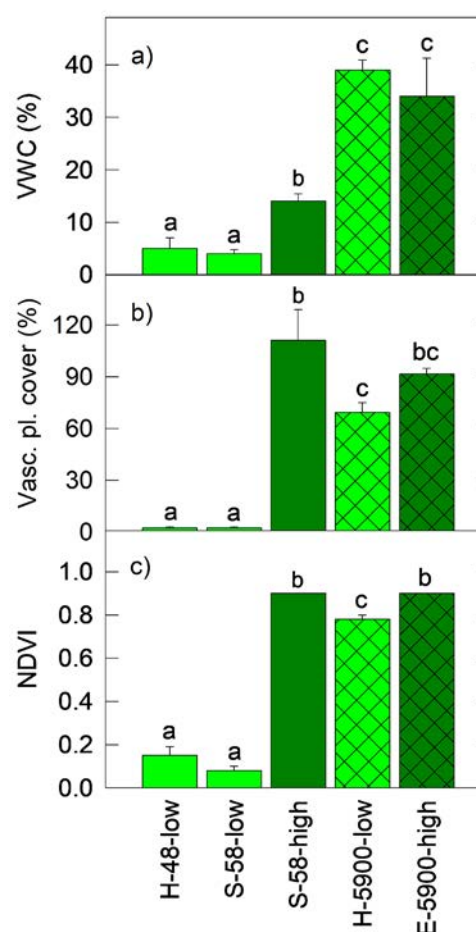 a)
VWC (%)
40
30
20
10
0
a
a
b
c
c
b)
Vasc. pl. cover (%)
120
90
60
30
0
a
a
b
c
bc
c)
NDVI
1.0
0.8
0.6
0.4
0.2
0.0
a
a
b
c
b
H-48-low
S-58-low
S-58-high
H-5900-low
E-5900-high